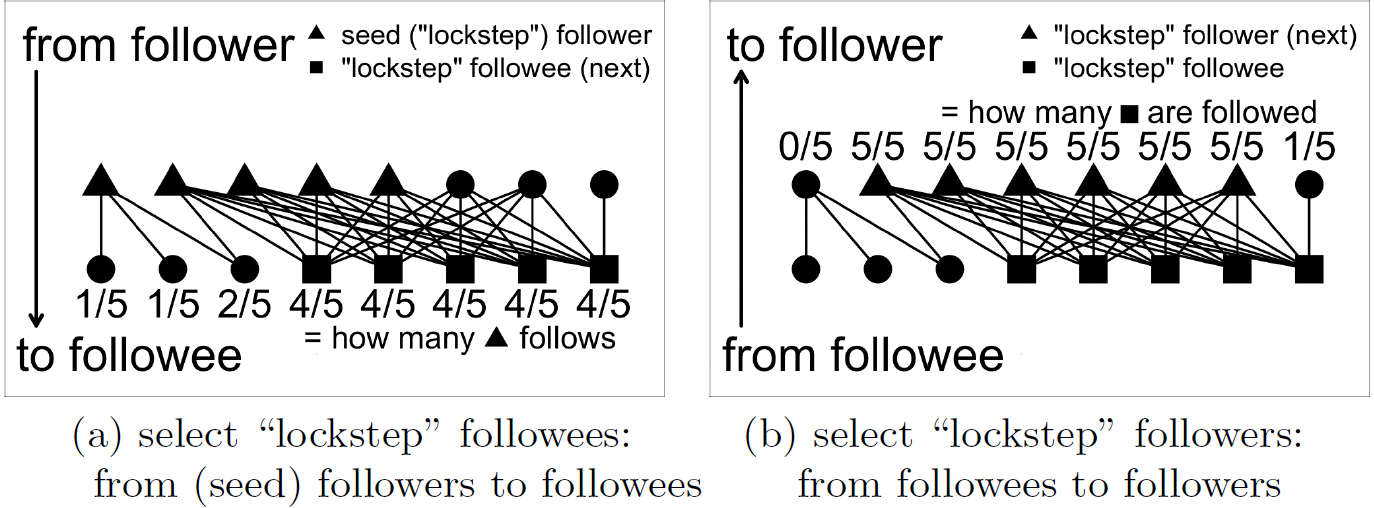 from follower
▲ seed ("lockstep") follower
■ "lockstep" followee (next)
1/5 1/5 2/5 4/5 4/5 4/5 4/5 4/5
= how many ▲ follows
to followee
(a) select “lockstep” followees:
from (seed) followers to followees
to follower
▲ "lockstep" follower (next)
■ "lockstep" followee
= how many ■ are followed
0/5 5/5 5/5 5/5 5/5 5/5 5/5 1/5
from followee
(b) select “lockstep” followers:
from followees to followers